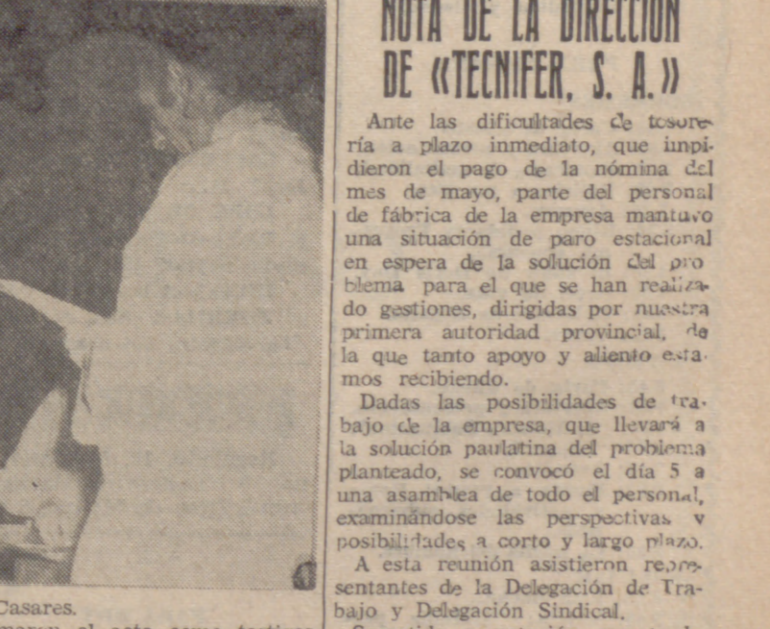 NOTA DE LA DIRECCION
DE «TECNIFER, S. A.»
Ante las dificultades de tesore-
ría a plazo inmediato, que impi-
dieron el pago de la nómina del
mes de mayo, parte del personal
de fábrica de la empresa mantuvo
una situación de paro estacional
en espera de la solución del pro
blema para el que se han realiza-
do gestiones, dirigidas por nuestra
primera autoridad provincial, de
la que tanto apoyo y aliento esta-
mos recibiendo.
Dadas las posibilidades de tra-
bajo de la empresa, que llevará a
la solución paulatina del problema
planteado, se convocó el día 5 a
una asamblea de todo el personal,
examinándose las perspectivas y
posibilidades a corto y largo plazo.
A esta reunión asistieron repre-
sentantes de la Delegación de Tra-
bajo y Delegación Sindical.
Casares.